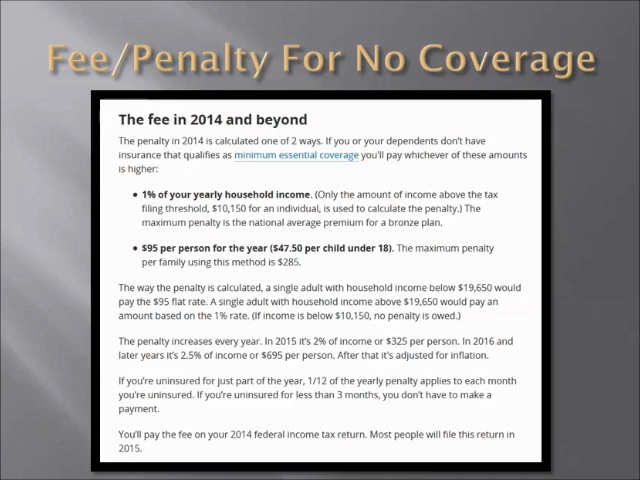 Fee/Penalty For No Coverage
The fee in 2014 and beyond
The penalty in 2014 is calculated one of 2 ways. If you or your dependents don't have
insurance that qualifies as minimum essential coverage you'll pay whichever of these amounts
is higher:
• 1% of your yearly household income. (Only the amount of income above the tax
filing threshold, $10,150 for an individual, is used to calculate the penalty.) The
maximum penalty is the national average premium for a bronze plan.
• $95 per person for the year ($47.50 per child under 18). The maximum penalty
per family using this method is $285.
The way the penalty is calculated, a single adult with household income below $19,650 would
pay the $95 flat rate. A single adult with household income above $19,650 would pay an
amount based on the 1% rate. (If income is below $10,150, no penalty is owed.)
The penalty increases every year. In 2015 it's 2% of income or $325 per person. In 2016 and
later years it's 2.5% of income or $695 per person. After that it's adjusted for inflation.
If you're uninsured for just part of the year, 1/12 of the yearly penalty applies to each month
you're uninsured. If you're uninsured for less than 3 months, you don't have to make a
payment.
You'll pay the fee on your 2014 federal income tax return. Most people will file this return in
2015.